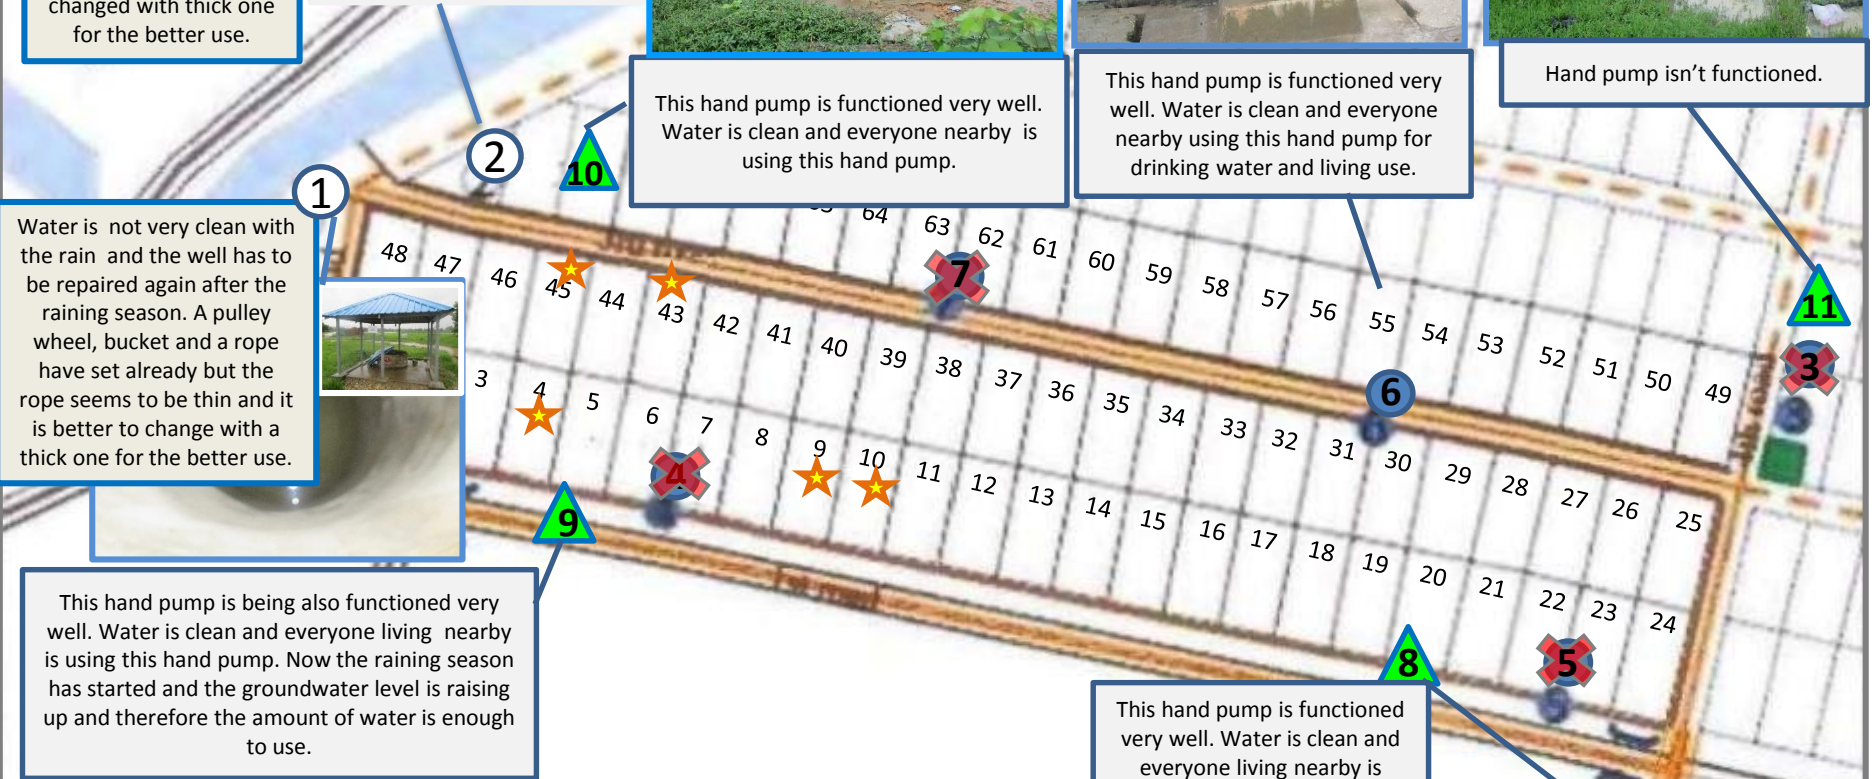 changed with thick one
for the better use.
This hand pump is functioned very well.
Water is clean and everyone nearby is
using this hand pump.
This hand pump is functioned very
well. Water is clean and everyone
nearby using this hand pump for
drinking water and living use.
Hand pump isn't functioned.
2
10
1
Water is not very clean with
the rain and the well has to
be repaired again after the
raining season. A pulley
wheel, bucket and a rope
have set already but the
rope seems to be thin and it
is better to change with a
thick one for the better use.
64 63 62 61 60 59 58 57 56 55 54 53 52 51 50 49
7
11
3
6
48 47 46 45 44 43 42 41 40 39 38 37 36 35 34 33 32 31 30 29 28 27 26 25
3 4 5 6 7 8 9 10 11 12 13 14 15 16 17 18 19 20 21 22 23 24
4
9
8
5
This hand pump is being also functioned very
well. Water is clean and everyone living nearby
is using this hand pump. Now the raining season
has started and the groundwater level is raising
up and therefore the amount of water is enough
to use.
This hand pump is functioned
very well. Water is clean and
everyone living nearby is